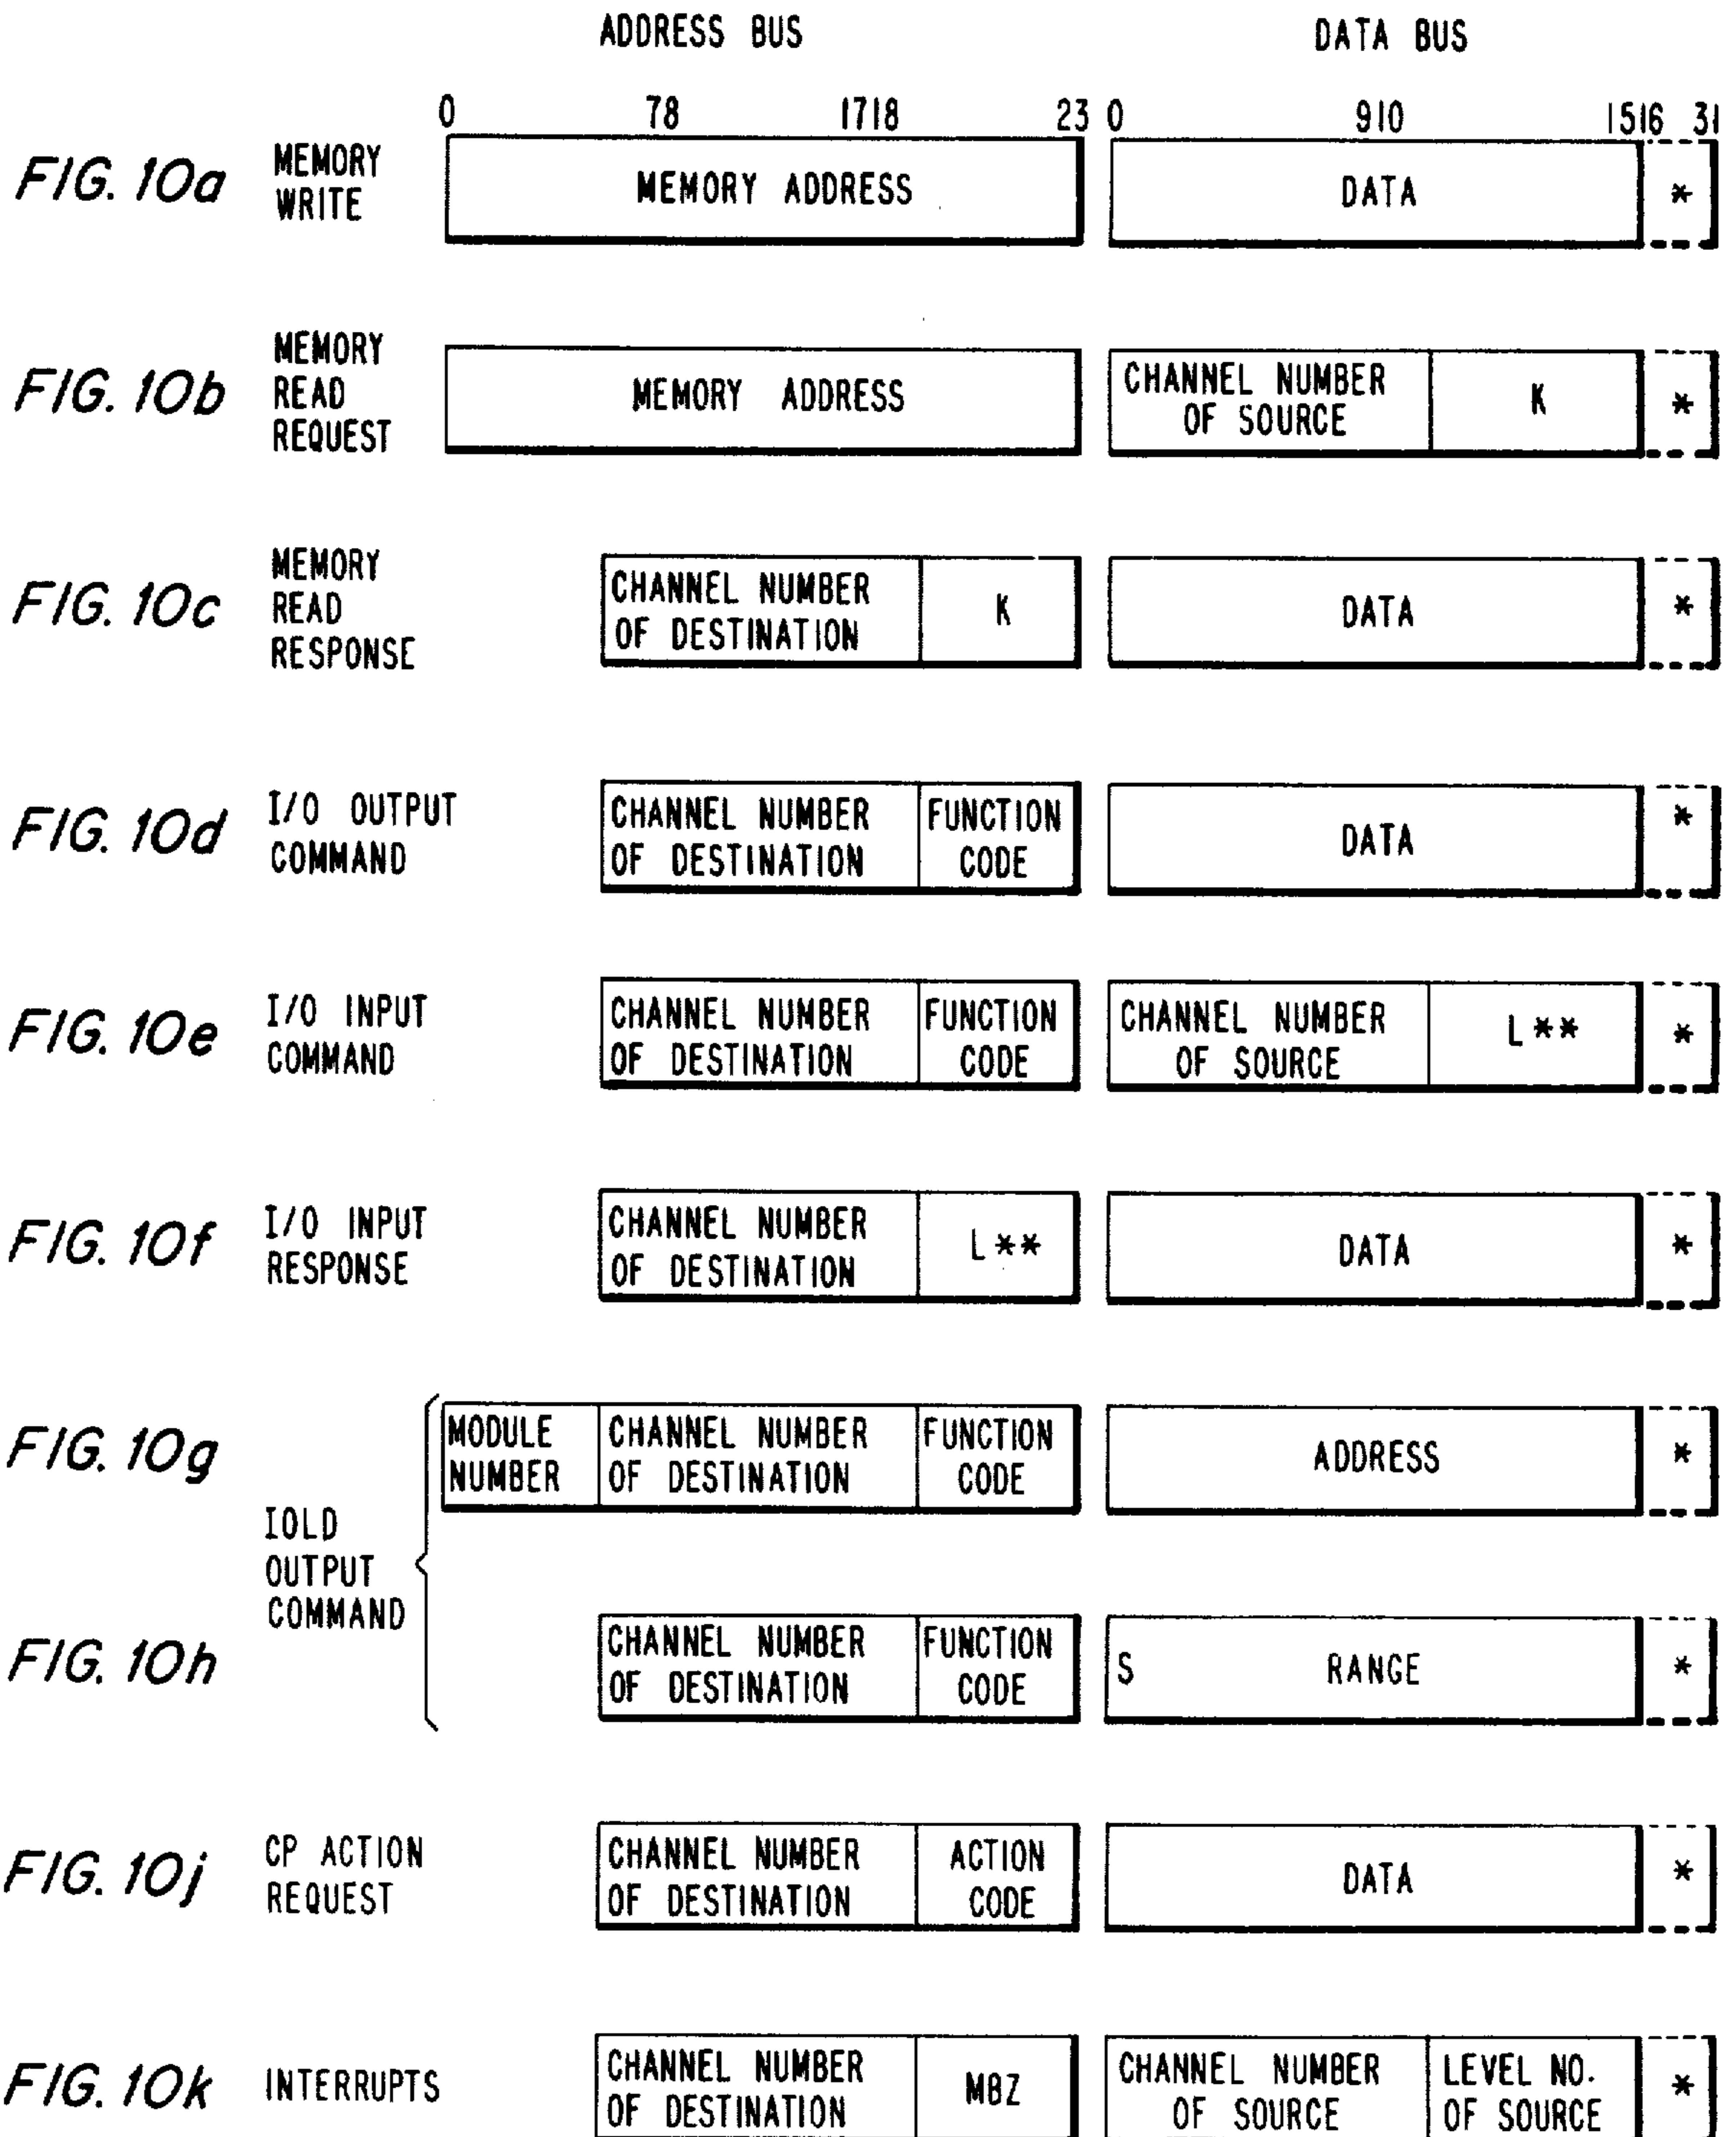 ADDRESS BUS DATA BUS
0 78 1718 23 0 910 1516 31
FIG. 10a MEMORY WRITE MEMORY ADDRESS DATA *
FIG. 10b MEMORY READ REQUEST MEMORY ADDRESS CHANNEL NUMBER OF SOURCE K *
FIG. 10c MEMORY READ RESPONSE CHANNEL NUMBER OF DESTINATION K DATA *
FIG. 10d I/O OUTPUT COMMAND CHANNEL NUMBER OF DESTINATION FUNCTION CODE DATA *
FIG. 10e I/O INPUT COMMAND CHANNEL NUMBER OF DESTINATION FUNCTION CODE CHANNEL NUMBER OF SOURCE L** *
FIG. 10f I/O INPUT RESPONSE CHANNEL NUMBER OF DESTINATION L** DATA *
FIG. 10g MODULE NUMBER CHANNEL NUMBER OF DESTINATION FUNCTION CODE ADDRESS *
IOLD OUTPUT COMMAND
FIG. 10h CHANNEL NUMBER OF DESTINATION FUNCTION CODE S RANGE *
FIG. 10j CP ACTION REQUEST CHANNEL NUMBER OF DESTINATION ACTION CODE DATA *
FIG. 10k INTERRUPTS CHANNEL NUMBER OF DESTINATION MBZ CHANNEL NUMBER OF SOURCE LEVEL NO. OF SOURCE *